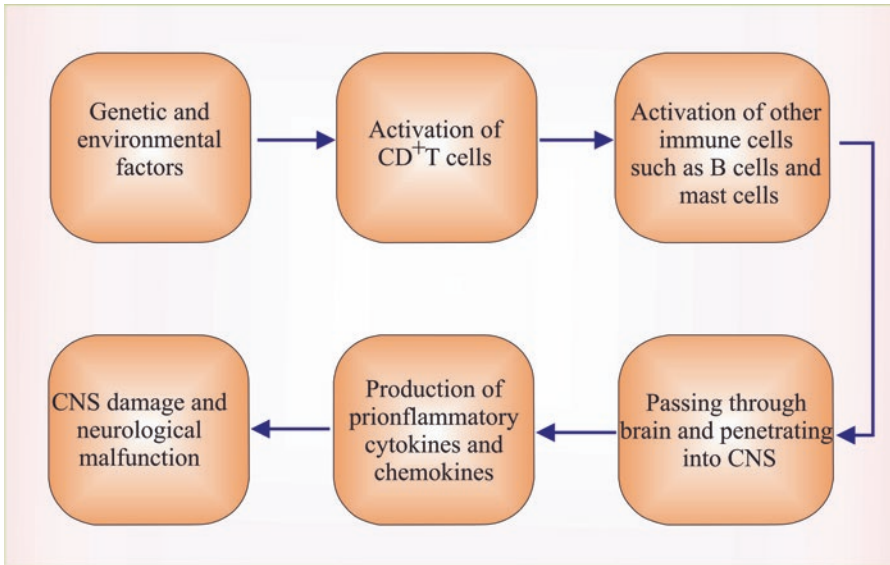 Genetic and
environmental
factors
Activation of
CD⁺T cells
Activation of other
immune cells
such as B cells and
mast cells
Passing through
brain and penetrating
into CNS
Production of
prionflammatory
cytokines and
chemokines
CNS damage and
neurological
malfunction